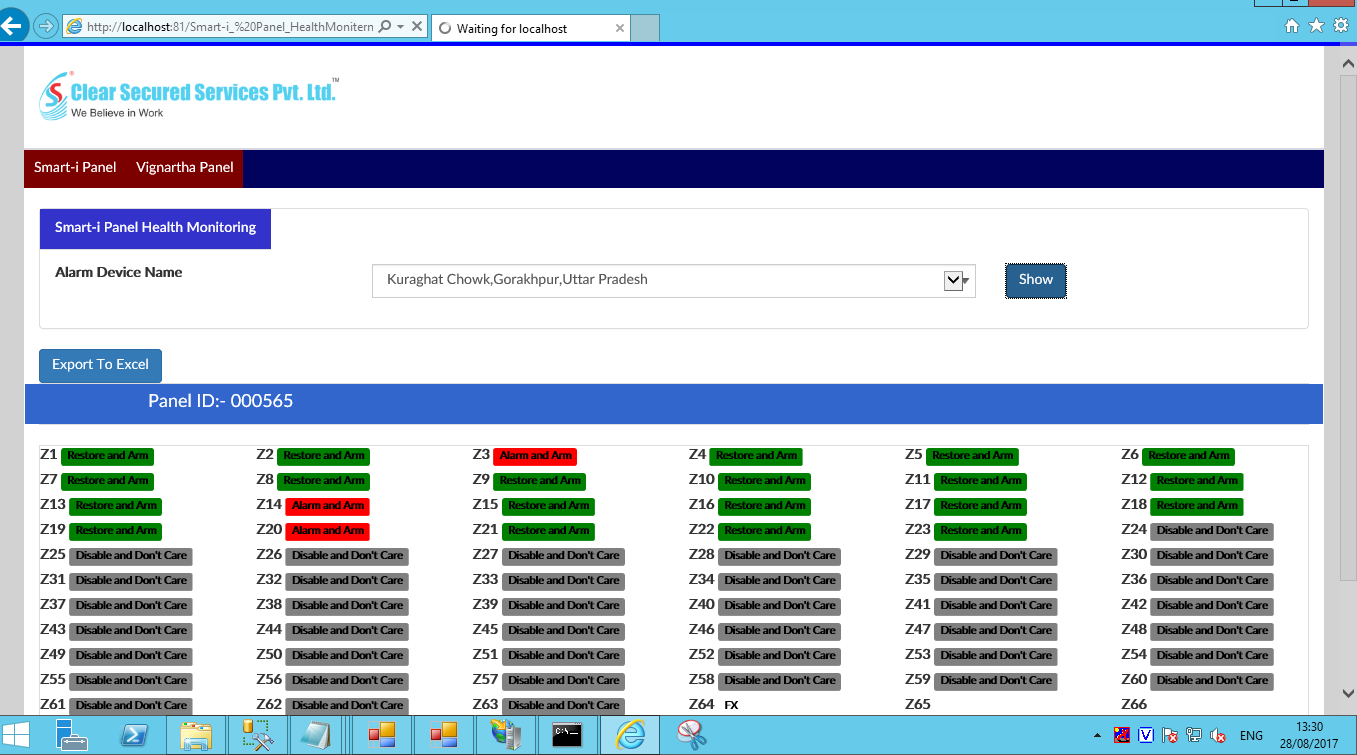 http://localhost:81/Smart-i_%20Panel_HealthMonitern
Waiting for localhost
Clear Secured Services Pvt. Ltd.™
We Believe in Work
Smart-i Panel Vignartha Panel
Smart-i Panel Health Monitoring
Alarm Device Name Kuraghat Chowk,Gorakhpur,Uttar Pradesh Show
Export To Excel
Panel ID:- 000565
Z1 Restore and Arm Z2 Restore and Arm Z3 Alarm and Arm Z4 Restore and Arm Z5 Restore and Arm Z6 Restore and Arm
Z7 Restore and Arm Z8 Restore and Arm Z9 Restore and Arm Z10 Restore and Arm Z11 Restore and Arm Z12 Restore and Arm
Z13 Restore and Arm Z14 Alarm and Arm Z15 Restore and Arm Z16 Restore and Arm Z17 Restore and Arm Z18 Restore and Arm
Z19 Restore and Arm Z20 Alarm and Arm Z21 Restore and Arm Z22 Restore and Arm Z23 Restore and Arm Z24 Disable and Don't Care
Z25 Disable and Don't Care Z26 Disable and Don't Care Z27 Disable and Don't Care Z28 Disable and Don't Care Z29 Disable and Don't Care Z30 Disable and Don't Care
Z31 Disable and Don't Care Z32 Disable and Don't Care Z33 Disable and Don't Care Z34 Disable and Don't Care Z35 Disable and Don't Care Z36 Disable and Don't Care
Z37 Disable and Don't Care Z38 Disable and Don't Care Z39 Disable and Don't Care Z40 Disable and Don't Care Z41 Disable and Don't Care Z42 Disable and Don't Care
Z43 Disable and Don't Care Z44 Disable and Don't Care Z45 Disable and Don't Care Z46 Disable and Don't Care Z47 Disable and Don't Care Z48 Disable and Don't Care
Z49 Disable and Don't Care Z50 Disable and Don't Care Z51 Disable and Don't Care Z52 Disable and Don't Care Z53 Disable and Don't Care Z54 Disable and Don't Care
Z55 Disable and Don't Care Z56 Disable and Don't Care Z57 Disable and Don't Care Z58 Disable and Don't Care Z59 Disable and Don't Care Z60 Disable and Don't Care
Z61 Disable and Don't Care Z62 Disable and Don't Care Z63 Disable and Don't Care Z64 FX Z65 Z66
ENG 13:30
28/08/2017